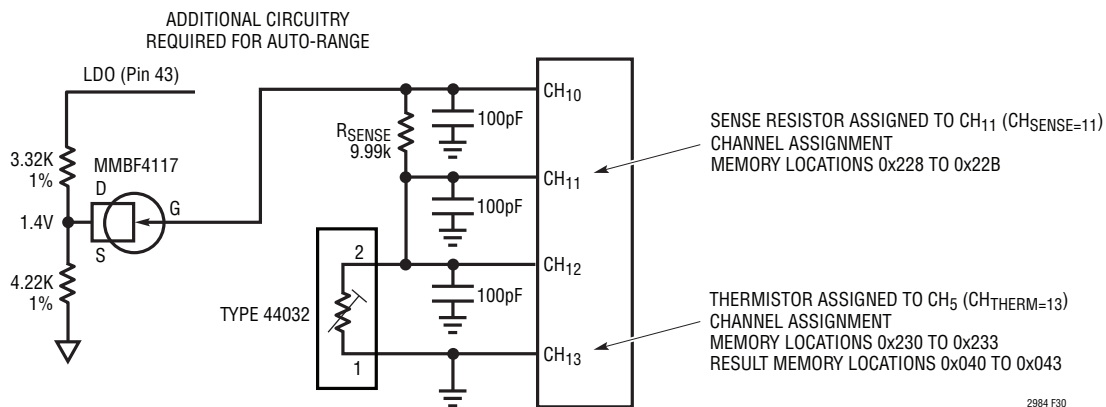 ADDITIONAL CIRCUITRY
REQUIRED FOR AUTO-RANGE
LDO (Pin 43)
3.32K
1%
MMBF4117
D
G
1.4V
S
4.22K
1%
RSENSE
9.99k
100pF
100pF
100pF
TYPE 44032
2
1
CH10
CH11
CH12
CH13
SENSE RESISTOR ASSIGNED TO CH11 (CHSENSE=11)
CHANNEL ASSIGNMENT
MEMORY LOCATIONS 0x228 TO 0x22B
THERMISTOR ASSIGNED TO CH5 (CHTHERM=13)
CHANNEL ASSIGNMENT
MEMORY LOCATIONS 0x230 TO 0x233
RESULT MEMORY LOCATIONS 0x040 TO 0x043
2984 F30